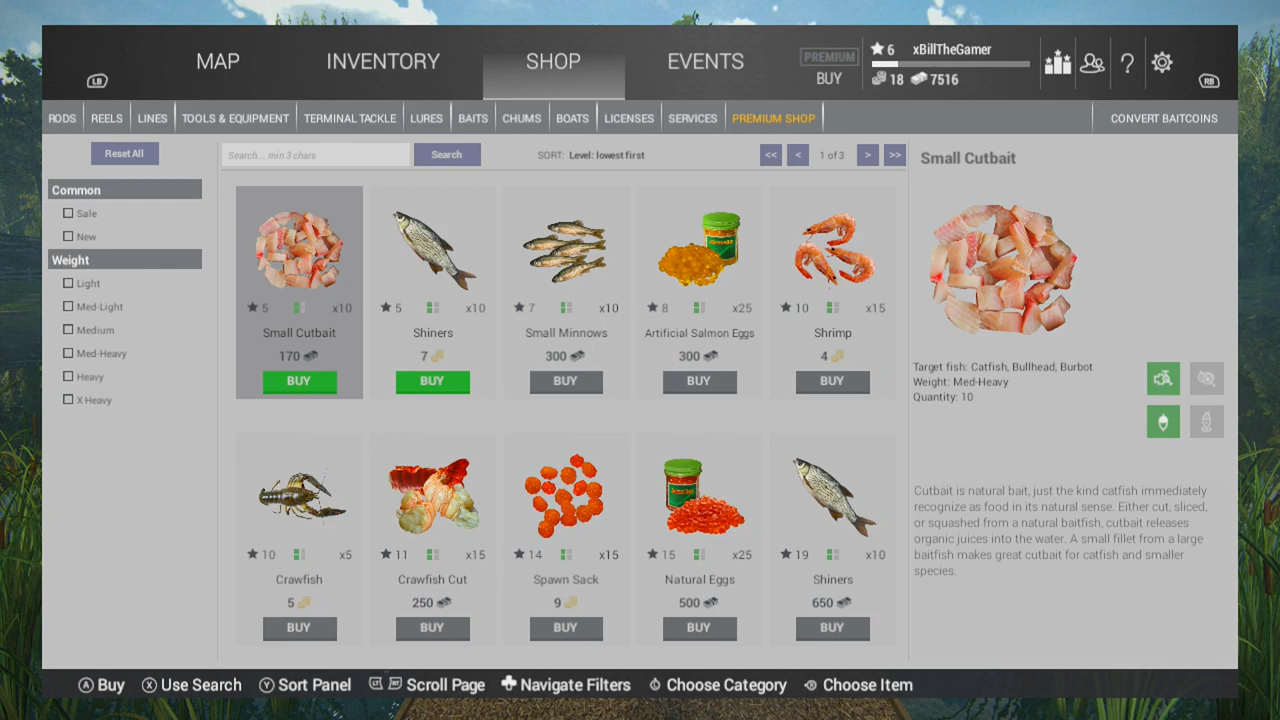 MAP
INVENTORY
SHOP
EVENTS
PREMIUM
BUY
6 xBillTheGamer
18 7516
LB
RB
RODS REELS LINES TOOLS & EQUIPMENT TERMINAL TACKLE LURES BAITS CHUMS BOATS LICENSES SERVICES PREMIUM SHOP CONVERT BAITCOINS
Reset All
Common
Sale
New
Weight
Light
Med-Light
Medium
Med-Heavy
Heavy
X Heavy
Search... min 3 chars
Search
SORT: Level: lowest first
<< < 1 of 3 > >>
5 x10
Small Cutbait
170
BUY
5 x10
Shiners
7
BUY
7 x10
Small Minnows
300
BUY
8 x25
Artificial Salmon Eggs
300
BUY
10 x15
Shrimp
4
BUY
10 x5
Crawfish
5
BUY
11 x15
Crawfish Cut
250
BUY
14 x15
Spawn Sack
9
BUY
15 x25
Natural Eggs
500
BUY
19 x10
Shiners
650
BUY
Small Cutbait
Target fish: Catfish, Bullhead, Burbot
Weight: Med-Heavy
Quantity: 10
Cutbait is natural bait, just the kind catfish immediately
recognize as food in its natural sense. Either cut, sliced,
or squashed from a natural baitfish, cutbait releases
organic juices into the water. A small fillet from a large
baitfish makes great cutbait for catfish and smaller
species.
A Buy X Use Search Y Sort Panel LT RT Scroll Page Navigate Filters Choose Category Choose Item